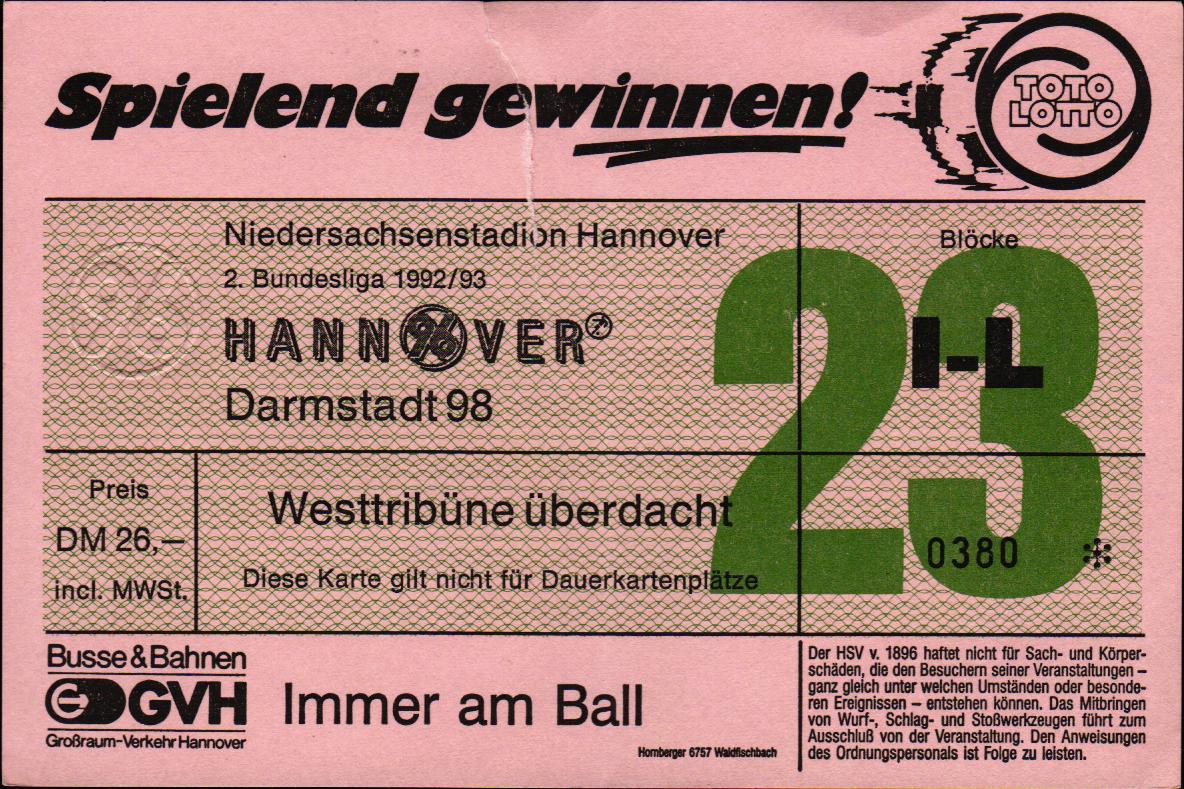 Spielend gewinnen!
TOTO
LOTTO
Niedersachsenstadion Hannover
2. Bundesliga 1992/93
HANN96VER
Darmstadt 98
Blöcke
23
I-L
Preis
DM 26,—
incl. MWSt.
Westtribüne überdacht
Diese Karte gilt nicht für Dauerkartenplätze
0380 *
Busse & Bahnen
GVH
Großraum-Verkehr Hannover
Immer am Ball
Hornberger 6757 Waldfischbach
Der HSV v. 1896 haftet nicht für Sach- und Körper-
schäden, die den Besuchern seiner Veranstaltungen –
ganz gleich unter welchen Umständen oder besonde-
ren Ereignissen – entstehen können. Das Mitbringen
von Wurf-, Schlag- und Stoßwerkzeugen führt zum
Ausschluß von der Veranstaltung. Den Anweisungen
des Ordnungspersonals ist Folge zu leisten.